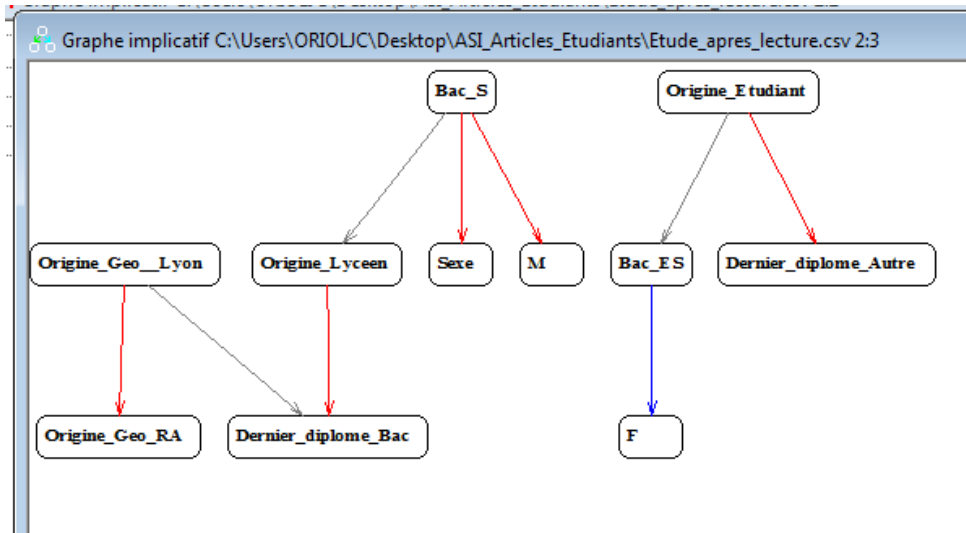 Graphe implicatif C:\Users\ORIOLJC\Desktop\ASI_Articles_Etudiants\Etude_apres_lecture.csv 2:3
Bac_S
Origine_Etudiant
Origine_Geo__Lyon
Origine_Lyceen
Sexe
M
Bac_ES
Dernier_diplome_Autre
Origine_Geo_RA
Dernier_diplome_Bac
F